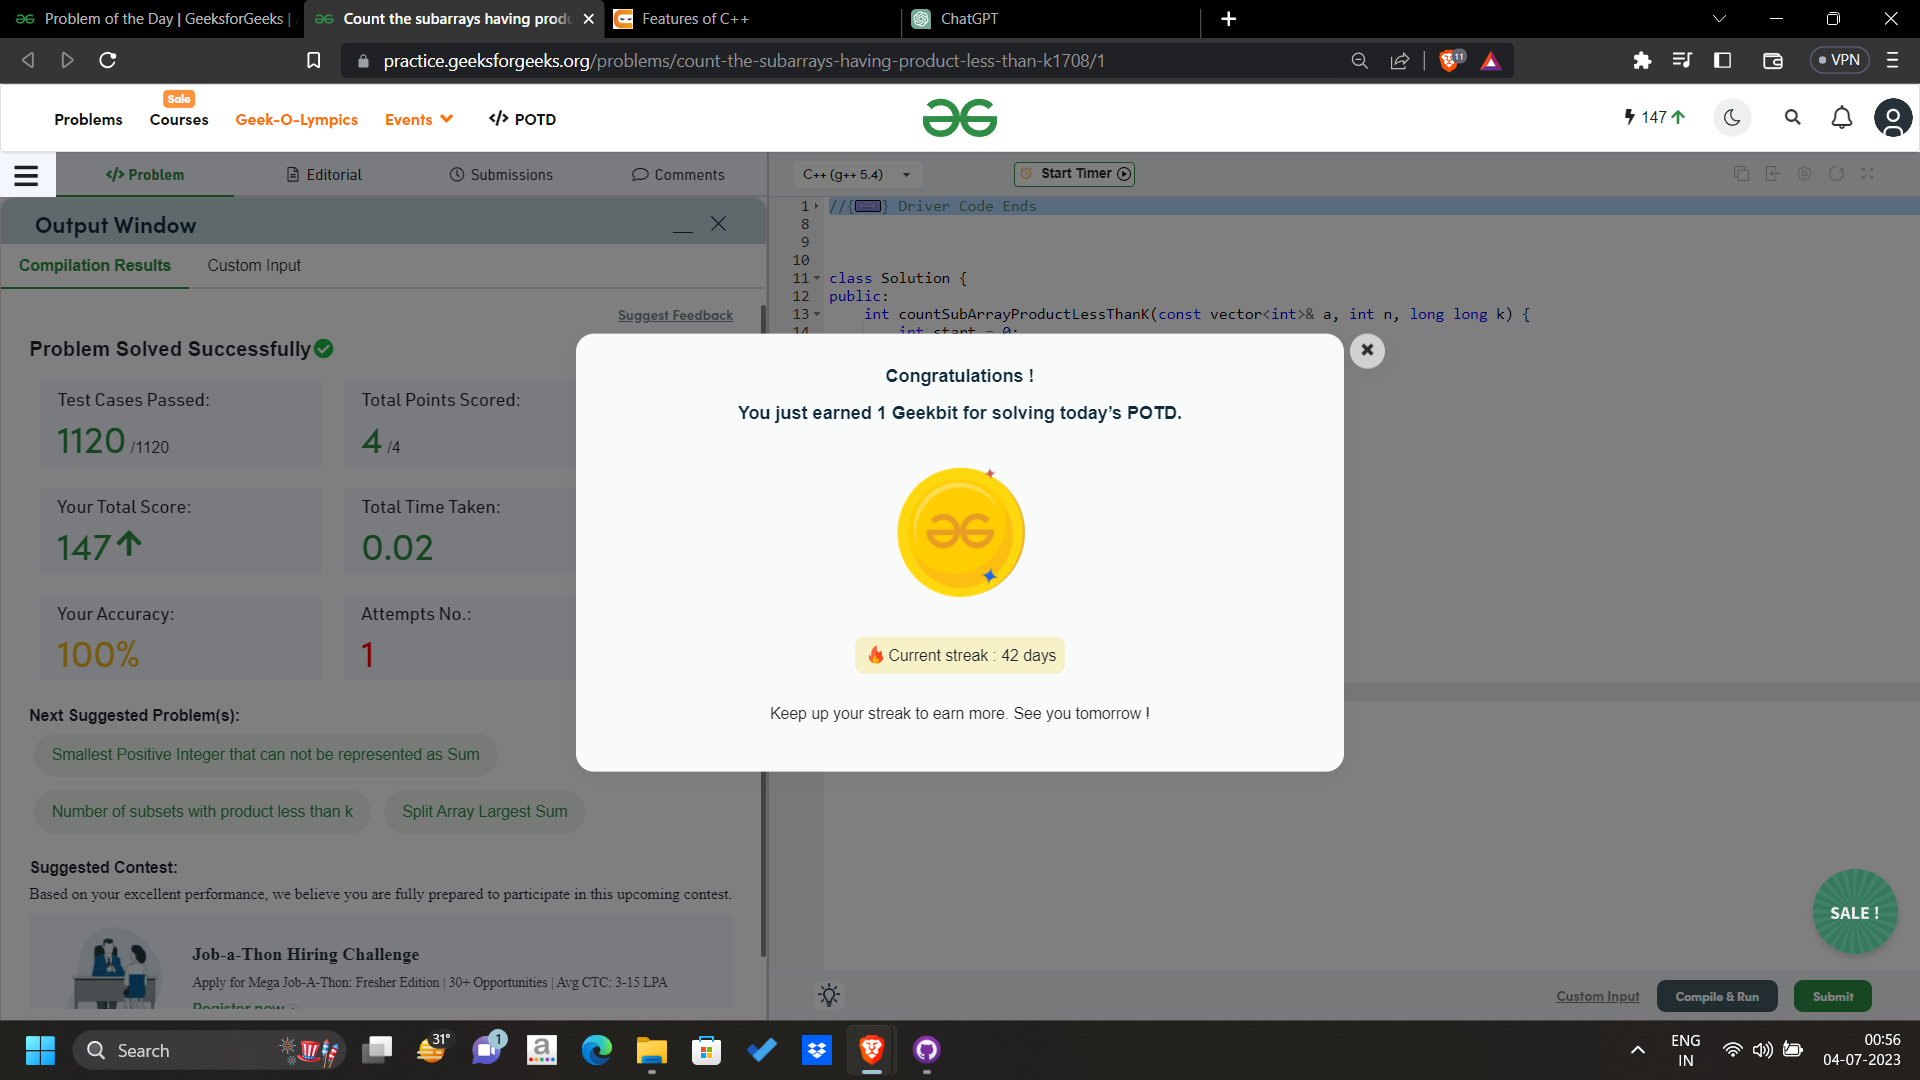 Problem of the Day | GeeksforGeeks |
Count the subarrays having produ
Features of C++
ChatGPT
practice.geeksforgeeks.org/problems/count-the-subarrays-having-product-less-than-k1708/1
11
VPN
Sale
Problems
Courses
Geek-O-Lympics
Events
</> POTD
147
</> Problem
Editorial
Submissions
Comments
C++ (g++ 5.4)
Start Timer
Output Window
Compilation Results
Custom Input
1 //{ } Driver Code Ends
8
9
10
11 class Solution {
12 public:
13 int countSubArrayProductLessThanK(const vector<int>& a, int n, long long k) {
14 int start = 0;
Suggest Feedback
Problem Solved Successfully
Test Cases Passed:
1120 /1120
Total Points Scored:
4 /4
Your Total Score:
147
Total Time Taken:
0.02
Your Accuracy:
100%
Attempts No.:
1
Congratulations !
You just earned 1 Geekbit for solving today’s POTD.
Current streak : 42 days
Keep up your streak to earn more. See you tomorrow !
Next Suggested Problem(s):
Smallest Positive Integer that can not be represented as Sum
Number of subsets with product less than k
Split Array Largest Sum
Suggested Contest:
Based on your excellent performance, we believe you are fully prepared to participate in this upcoming contest.
Job-a-Thon Hiring Challenge
Apply for Mega Job-A-Thon: Fresher Edition | 30+ Opportunities | Avg CTC: 3-15 LPA
Register now
SALE !
Custom Input
Compile & Run
Submit
Search
31°
1
a
ENG
IN
00:56
04-07-2023